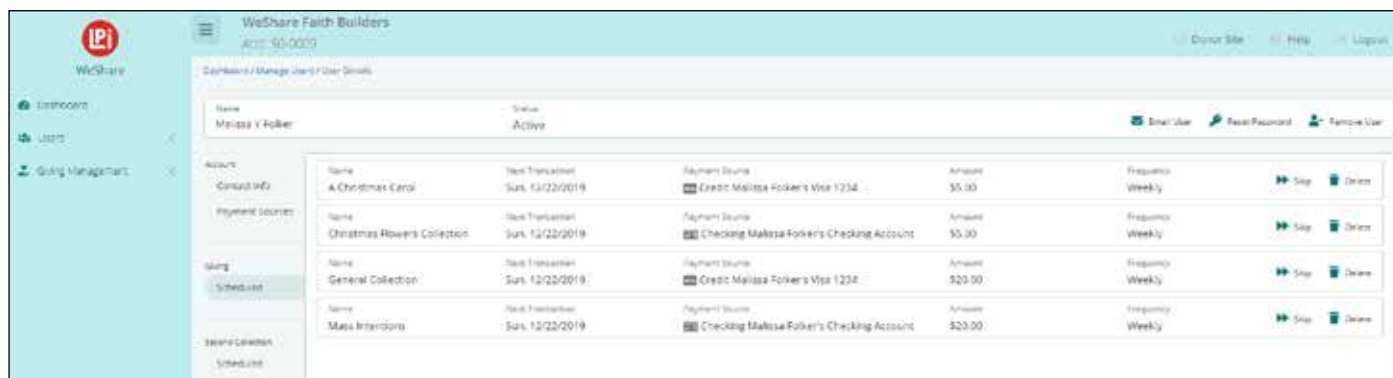 LPi
WeShare
WeShare Faith Builders
Acct: 50-0009
Donor Site Help Logout
Dashboard / Manage Users / User Details
Dashboard
Users
Giving Management
Name Status
Melissa Y Folker Active
Email User Reset Password Remove User
Account
Contact Info
Payment Sources
Giving
Scheduled
Second Collection
Scheduled
Name Next Transaction Payment Source Amount Frequency
A Christmas Carol Sun, 12/22/2019 Credit Malissa Folker's Visa 1234 $5.00 Weekly
Skip Delete
Name Next Transaction Payment Source Amount Frequency
Christmas Flowers Collection Sun, 12/22/2019 Checking Malissa Folker's Checking Account $5.00 Weekly
Skip Delete
Name Next Transaction Payment Source Amount Frequency
General Collection Sun, 12/22/2019 Credit Malissa Folker's Visa 1234 $20.00 Weekly
Skip Delete
Name Next Transaction Payment Source Amount Frequency
Mass Intentions Sun, 12/22/2019 Checking Malissa Folker's Checking Account $20.00 Weekly
Skip Delete